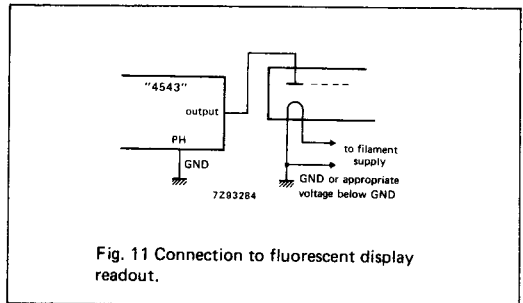 "4543"
output
PH
GND
to filament
supply
GND or appropriate
voltage below GND
7Z93284
Fig. 11 Connection to fluorescent display
readout.